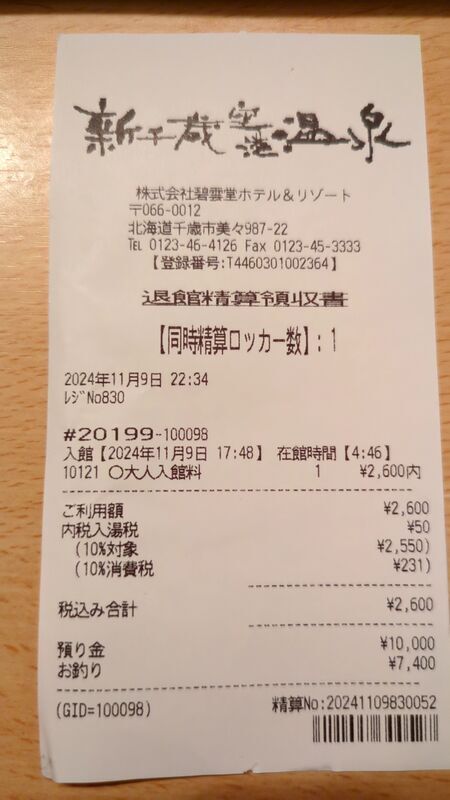 新千歳空港温泉
株式会社碧雲堂ホテル&リゾート
〒066-0012
北海道千歳市美々987-22
TEL 0123-46-4126 Fax 0123-45-3333
【登録番号:T4460301002364】
退館精算領収書
【同時精算ロッカー数】: 1
2024年11月9日 22:34
ﾚｼﾞNo830
#20199-100098
入館【2024年11月9日 17:48】 在館時間【4:46】
10121 〇大人入館料 1 ¥2,600内
ご利用額 ¥2,600
内税入湯税 ¥50
(10%対象 ¥2,550)
(10%消費税 ¥231)
税込み合計 ¥2,600
預り金 ¥10,000
お釣り ¥7,400
(GID=100098) 精算No:20241109830052